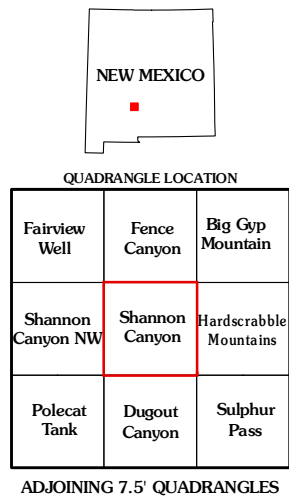 NEW MEXICO
QUADRANGLE LOCATION
Fairview
Well
Fence
Canyon
Big Gyp
Mountain
Shannon
Canyon NW
Shannon
Canyon
Hardscrabble
Mountains
Polecat
Tank
Dugout
Canyon
Sulphur
Pass
ADJOINING 7.5' QUADRANGLES